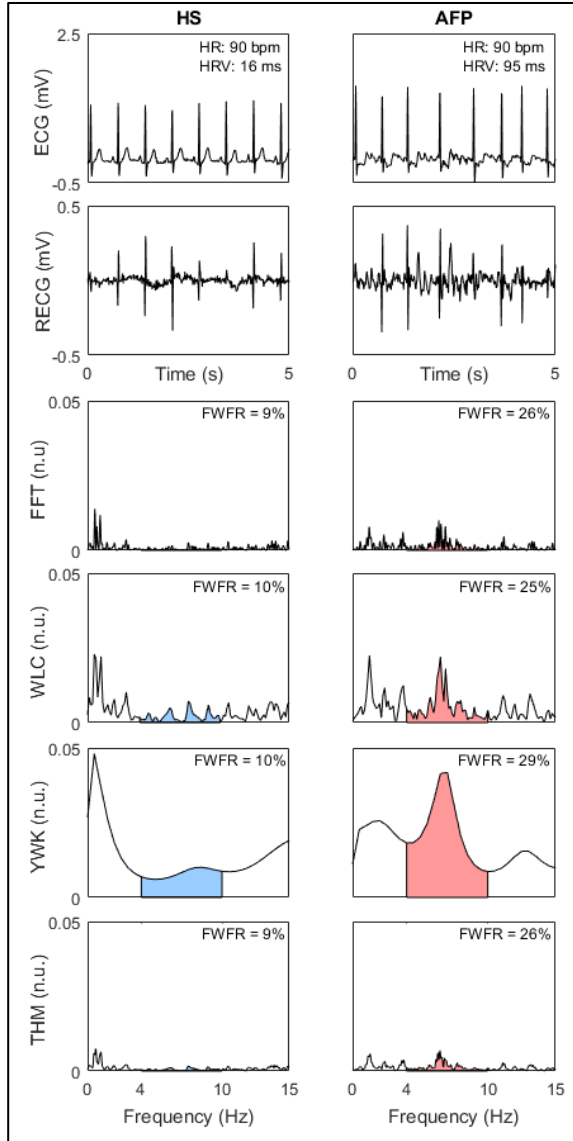 HS AFP
ECG (mV)
2.5
-0.5
HR: 90 bpm
HRV: 16 ms
HR: 90 bpm
HRV: 95 ms
RECG (mV)
0.5
-0.5
0 5 0 5
Time (s) Time (s)
FFT (n.u)
0.05
0
FWFR = 9% FWFR = 26%
WLC (n.u.)
0.05
0
FWFR = 10% FWFR = 25%
YWK (n.u.)
0.05
0
FWFR = 10% FWFR = 29%
THM (n.u.)
0.05
0
FWFR = 9% FWFR = 26%
0 4 10 15 0 4 10 15
Frequency (Hz) Frequency (Hz)